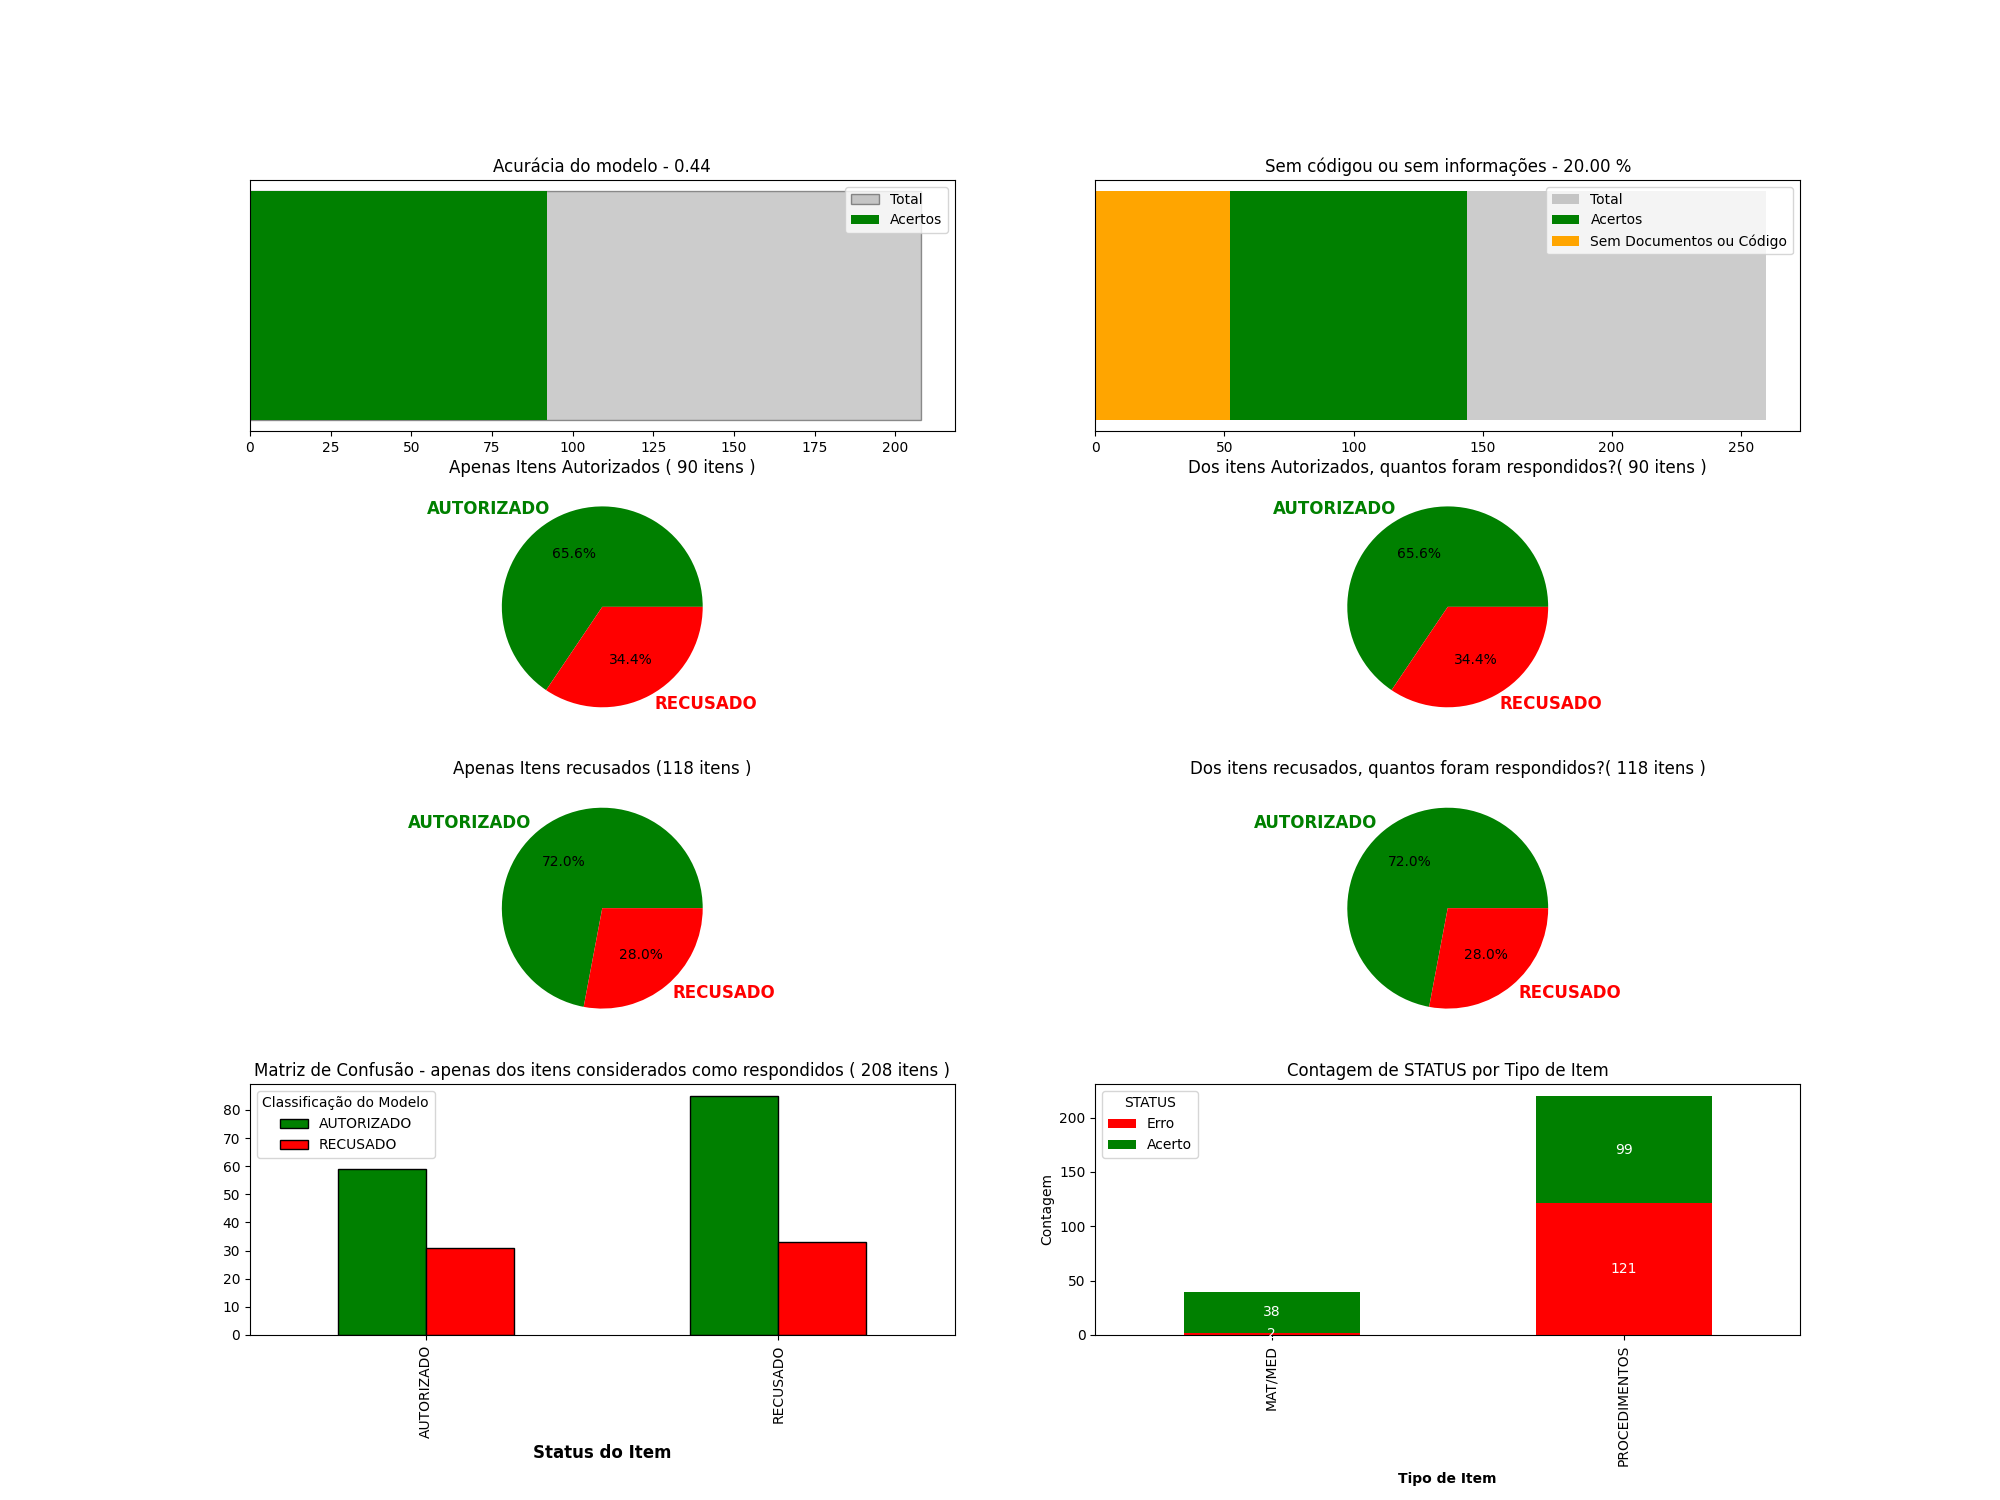 Acurácia do modelo - 0.44
Total
Acertos
0 25 50 75 100 125 150 175 200
Sem códigou ou sem informações - 20.00 %
Total
Acertos
Sem Documentos ou Código
0 50 100 150 200 250
Apenas Itens Autorizados ( 90 itens )
AUTORIZADO
65.6%
34.4%
RECUSADO
Dos itens Autorizados, quantos foram respondidos?( 90 itens )
AUTORIZADO
65.6%
34.4%
RECUSADO
Apenas Itens recusados (118 itens )
AUTORIZADO
72.0%
28.0%
RECUSADO
Dos itens recusados, quantos foram respondidos?( 118 itens )
AUTORIZADO
72.0%
28.0%
RECUSADO
Matriz de Confusão - apenas dos itens considerados como respondidos ( 208 itens )
Classificação do Modelo
AUTORIZADO
RECUSADO
80
70
60
50
40
30
20
10
0
AUTORIZADO
RECUSADO
Status do Item
Contagem de STATUS por Tipo de Item
STATUS
Erro
Acerto
Contagem
200
150
100
50
0
99
121
38
2
MAT/MED
PROCEDIMENTOS
Tipo de Item